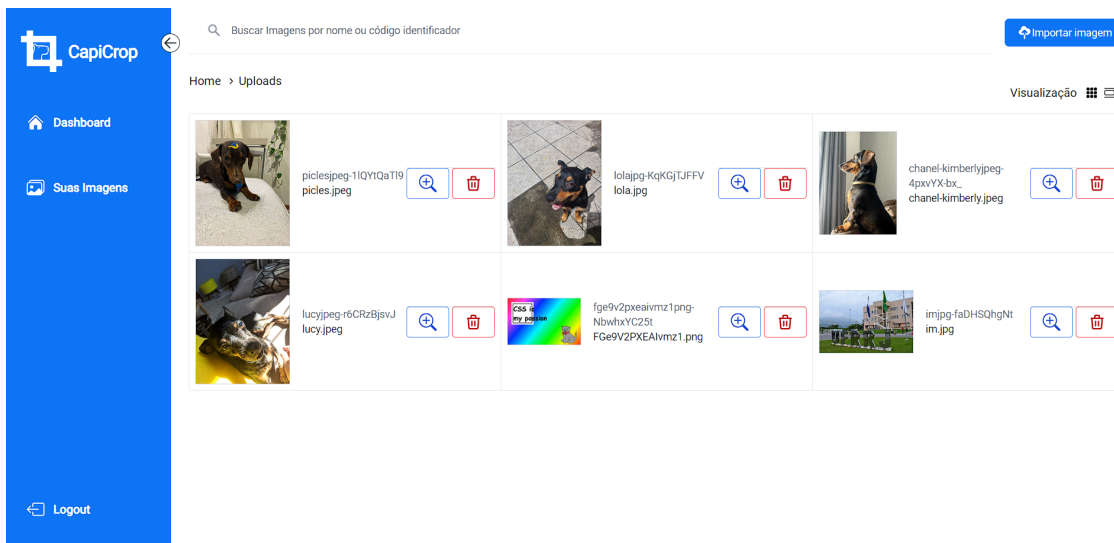 CapiCrop
Dashboard
Suas Imagens
Logout
Buscar Imagens por nome ou código identificador
Importar imagem
Home > Uploads
Visualização
piclesjpeg-1lQYtQaTl9
picles.jpeg
lolajpg-KqKGjTJFFV
lola.jpg
chanel-kimberlyjpeg-
4pxvYX-bx_
chanel-kimberly.jpeg
lucyjpeg-r6CRzBjsvJ
lucy.jpeg
CSS is
my passion
fge9v2pxeaivmz1png-
NbwhxYC25t
FGe9V2PXEAIvmz1.png
imjpg-faDHSQhgNt
im.jpg